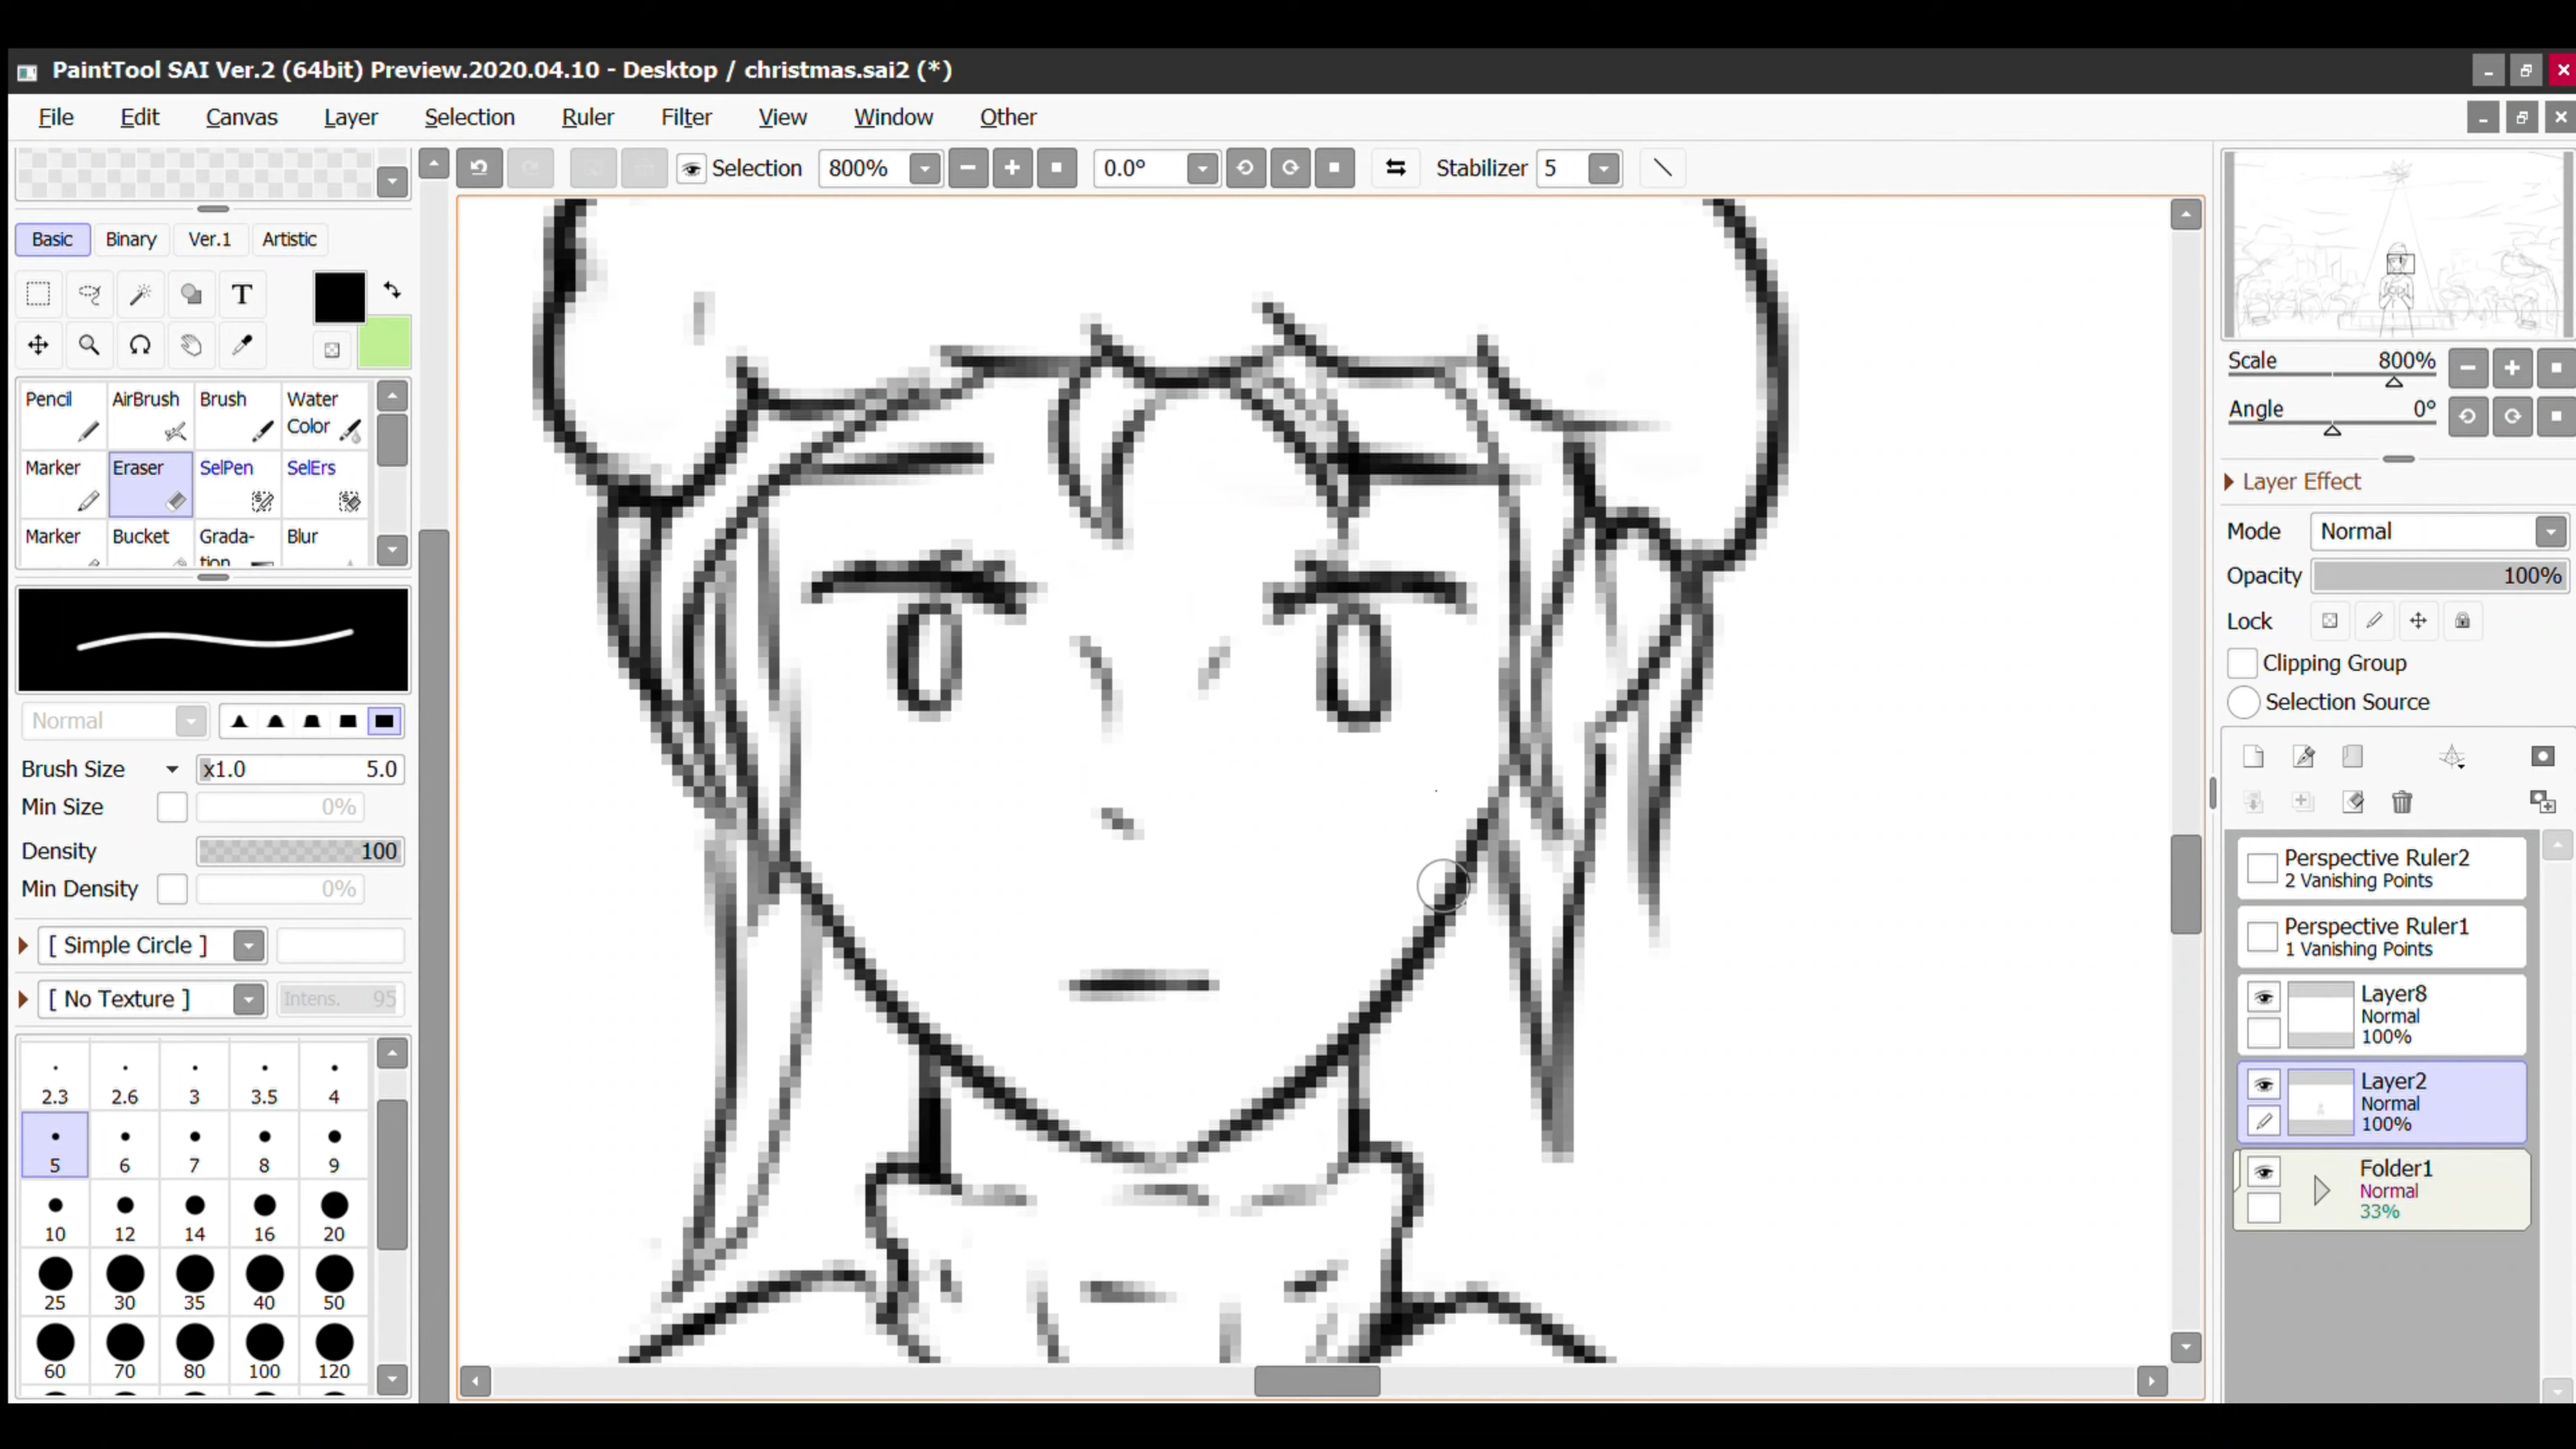 PaintTool SAI Ver.2 (64bit) Preview.2020.04.10 - Desktop / christmas.sai2 (*)
File Edit Canvas Layer Selection Ruler Filter View Window Other
Selection 800% 0.0° Stabilizer 5
Basic Binary Ver.1 Artistic
T
Pencil AirBrush Brush Water Color
Marker Eraser SelPen SelErs
Marker Bucket Grada-tion Blur
Normal
Brush Size x1.0 5.0
Min Size 0%
Density 100
Min Density 0%
[ Simple Circle ]
[ No Texture ] Intens. 95
2.3 2.6 3 3.5 4
5 6 7 8 9
10 12 14 16 20
25 30 35 40 50
60 70 80 100 120
Scale 800%
Angle 0°
Layer Effect
Mode Normal
Opacity 100%
Lock
Clipping Group
Selection Source
Perspective Ruler2
2 Vanishing Points
Perspective Ruler1
1 Vanishing Points
Layer8
Normal
100%
Layer2
Normal
100%
Folder1
Normal
33%